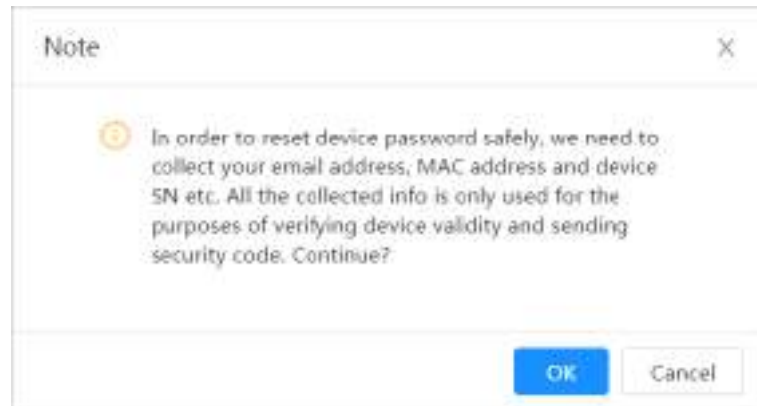 Note
In order to reset device password safely, we need to
collect your email address, MAC address and device
SN etc. All the collected info is only used for the
purposes of verifying device validity and sending
security code. Continue?
OK
Cancel